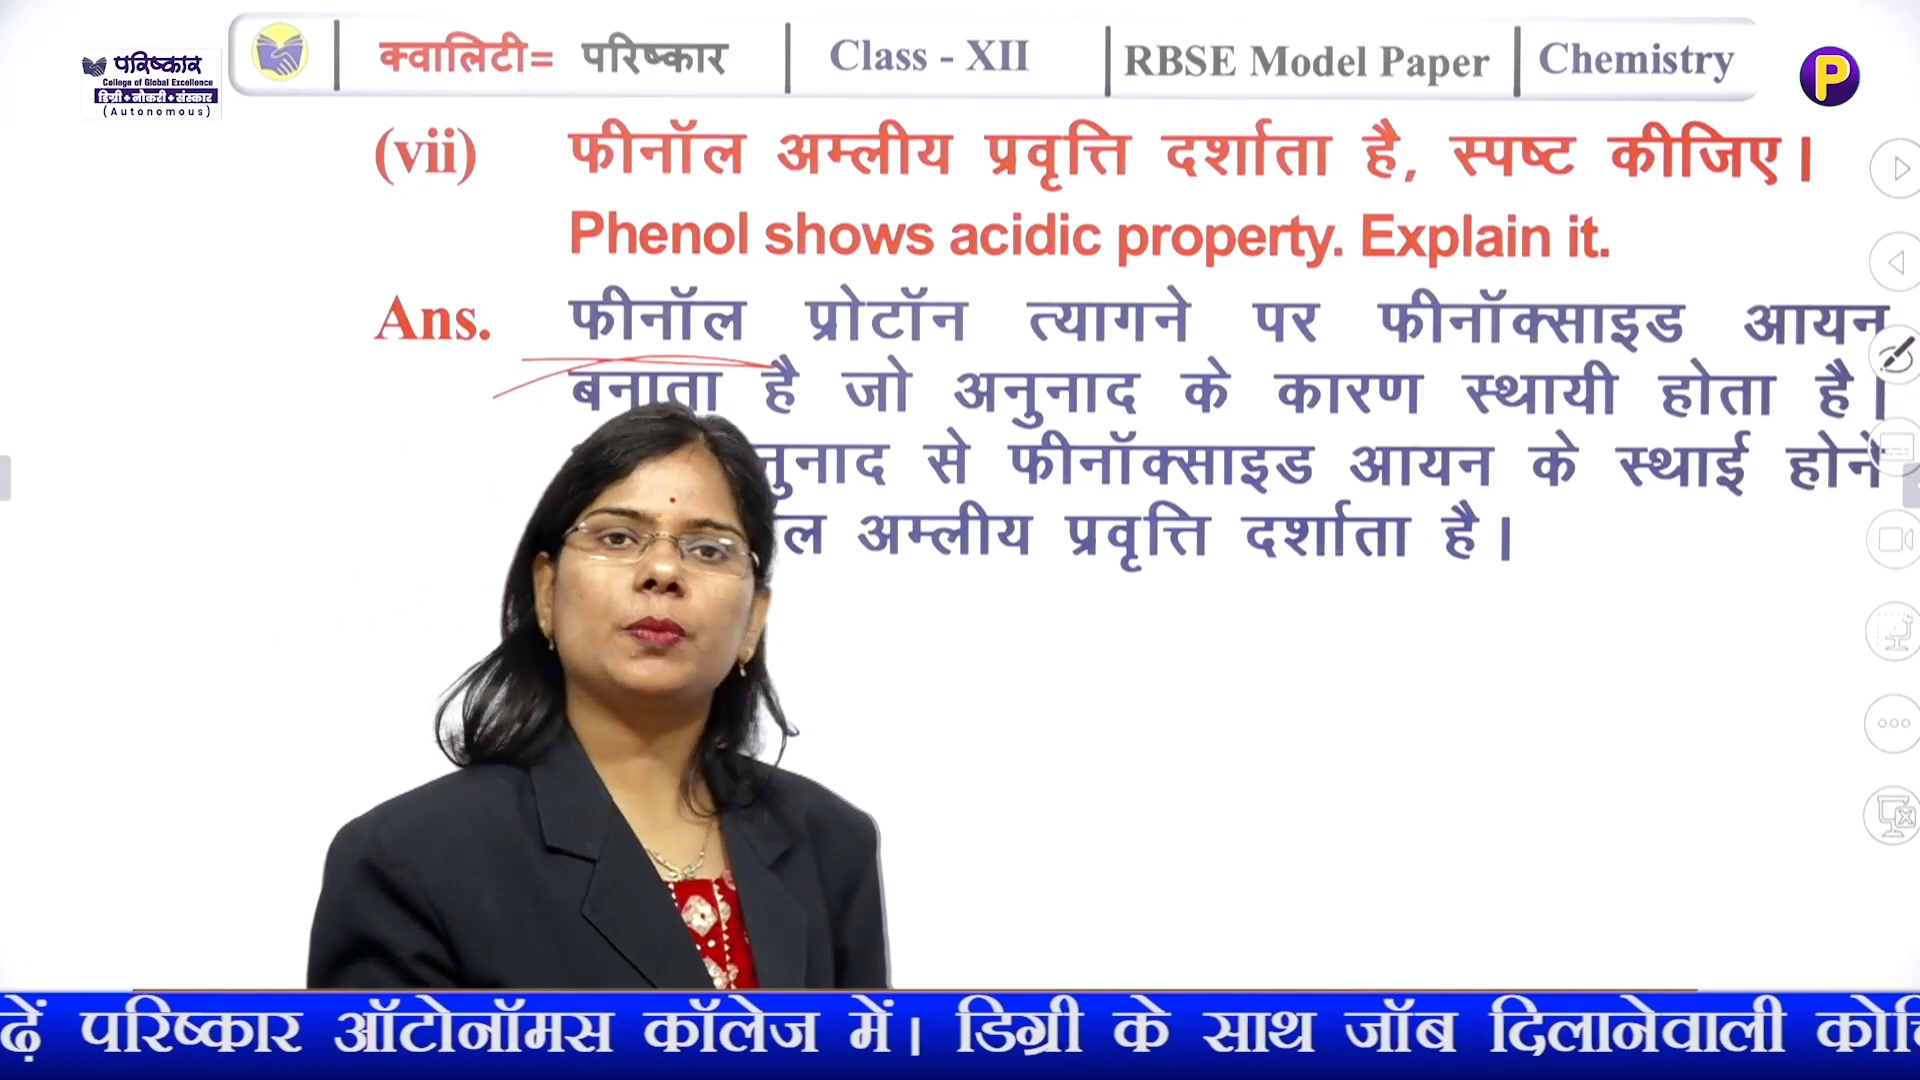 परिष्कार
College of Global Excellence
डिग्री + नौकरी + संस्कार
(Autonomous)
क्वालिटी= परिष्कार
Class - XII
RBSE Model Paper
Chemistry
P
(vii) फीनॉल अम्लीय प्रवृत्ति दर्शाता है, स्पष्ट कीजिए।
Phenol shows acidic property. Explain it.
Ans. फीनॉल प्रोटॉन त्यागने पर फीनॉक्साइड आयन
बनाता है जो अनुनाद के कारण स्थायी होता है।
से फीनॉक्साइड आयन के स्थाई होने
अम्लीय प्रवृत्ति दर्शाता है।
परिष्कार ऑटोनॉमस कॉलेज में। डिग्री के साथ जॉब दिलानेवाली